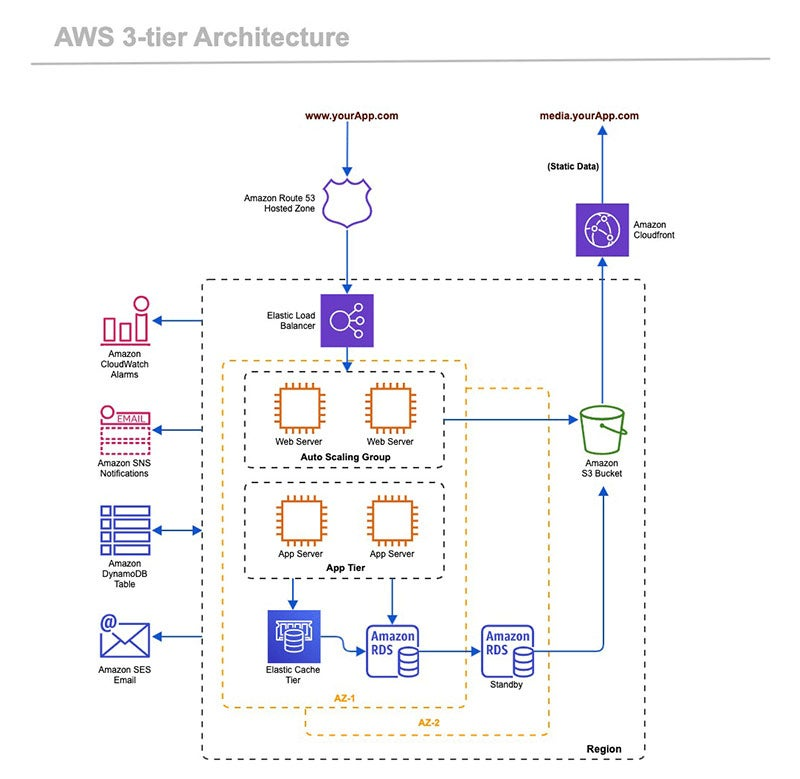 AWS 3-tier Architecture
www.yourApp.com
media.yourApp.com
(Static Data)
Amazon Route 53
Hosted Zone
Amazon
Cloudfront
Elastic Load
Balancer
Amazon
CloudWatch
Alarms
Web Server
Web Server
Auto Scaling Group
EMAIL
Amazon SNS
Notifications
Amazon
S3 Bucket
App Server
App Server
App Tier
Amazon
DynamoDB
Table
@
Amazon SES
Email
Elastic Cache
Tier
Amazon
RDS
Amazon
RDS
Standby
AZ-1
AZ-2
Region